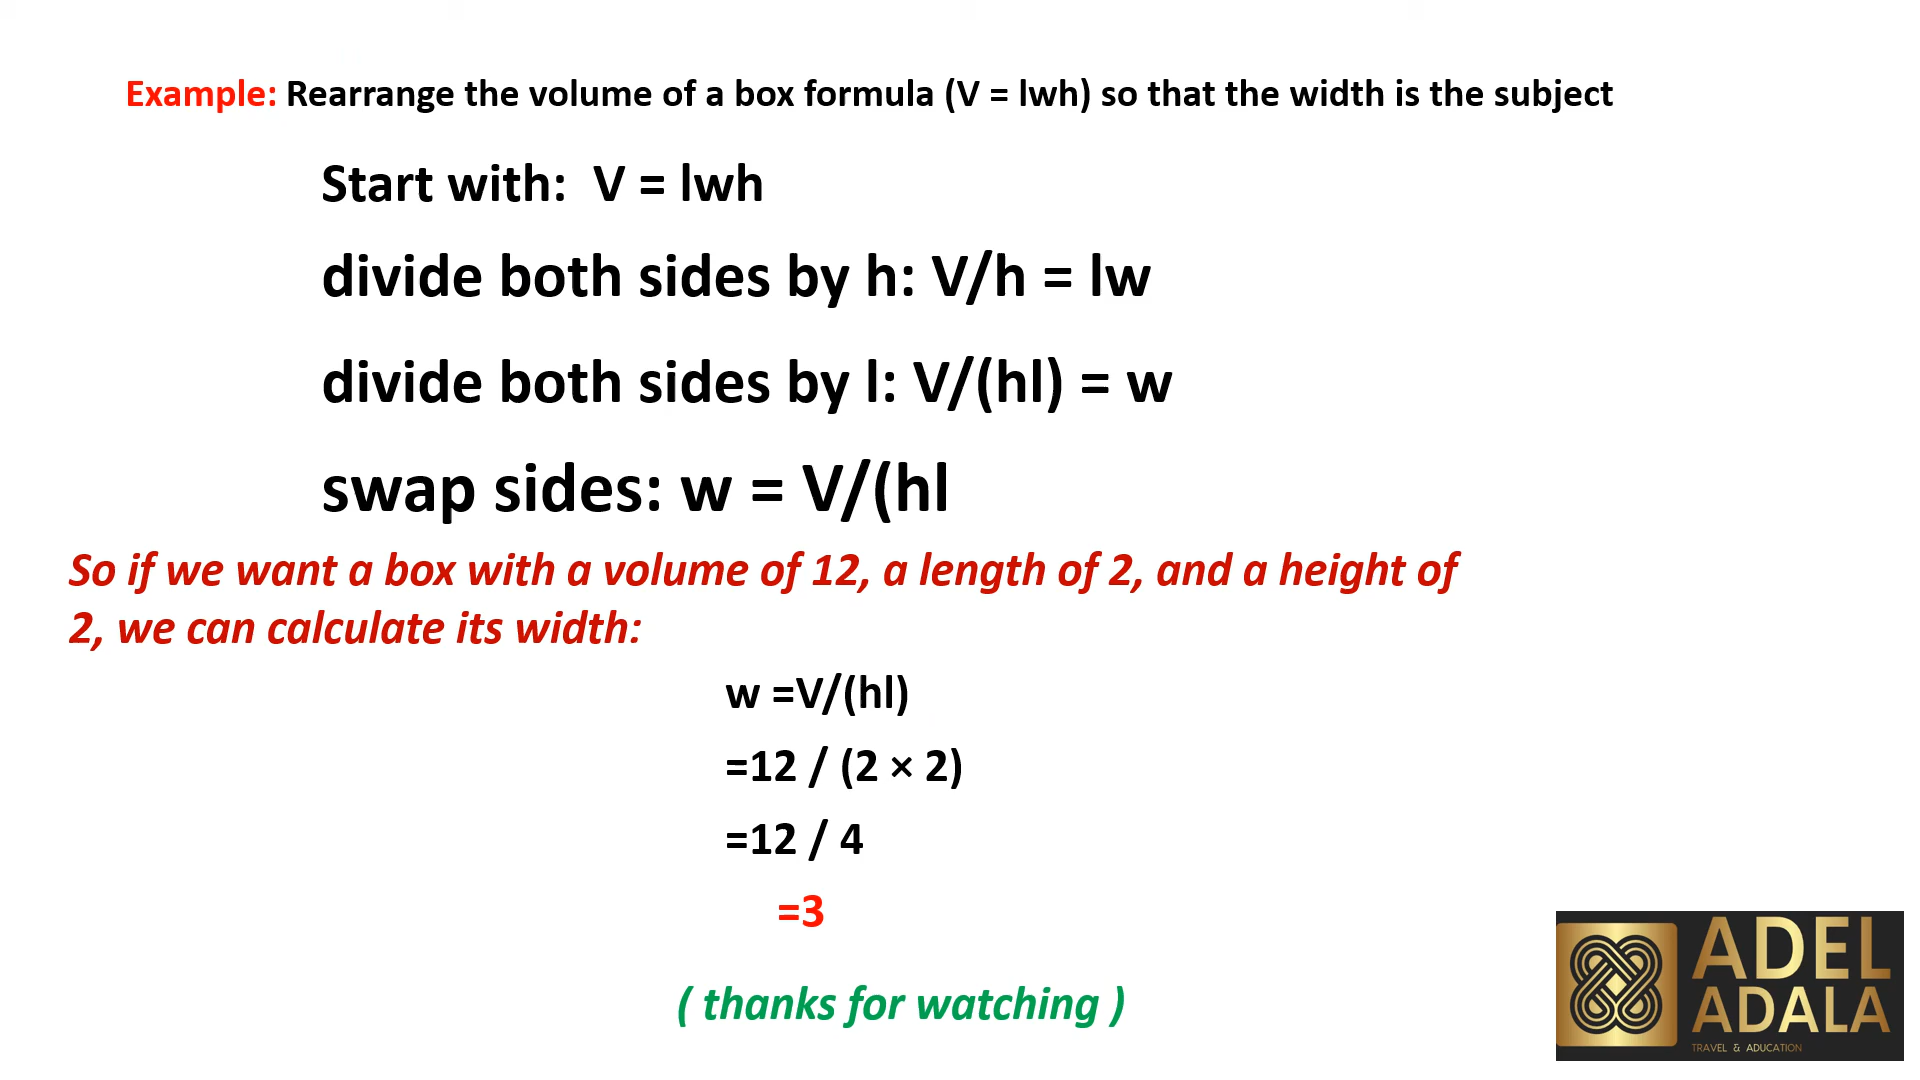 Example: Rearrange the volume of a box formula (V = lwh) so that the width is the subject
Start with: V = lwh
divide both sides by h: V/h = lw
divide both sides by l: V/(hl) = w
swap sides: w = V/(hl
So if we want a box with a volume of 12, a length of 2, and a height of
2, we can calculate its width:
w =V/(hl)
=12 / (2 × 2)
=12 / 4
=3
( thanks for watching )
ADEL
ADALA
TRAVEL & ADUCATION